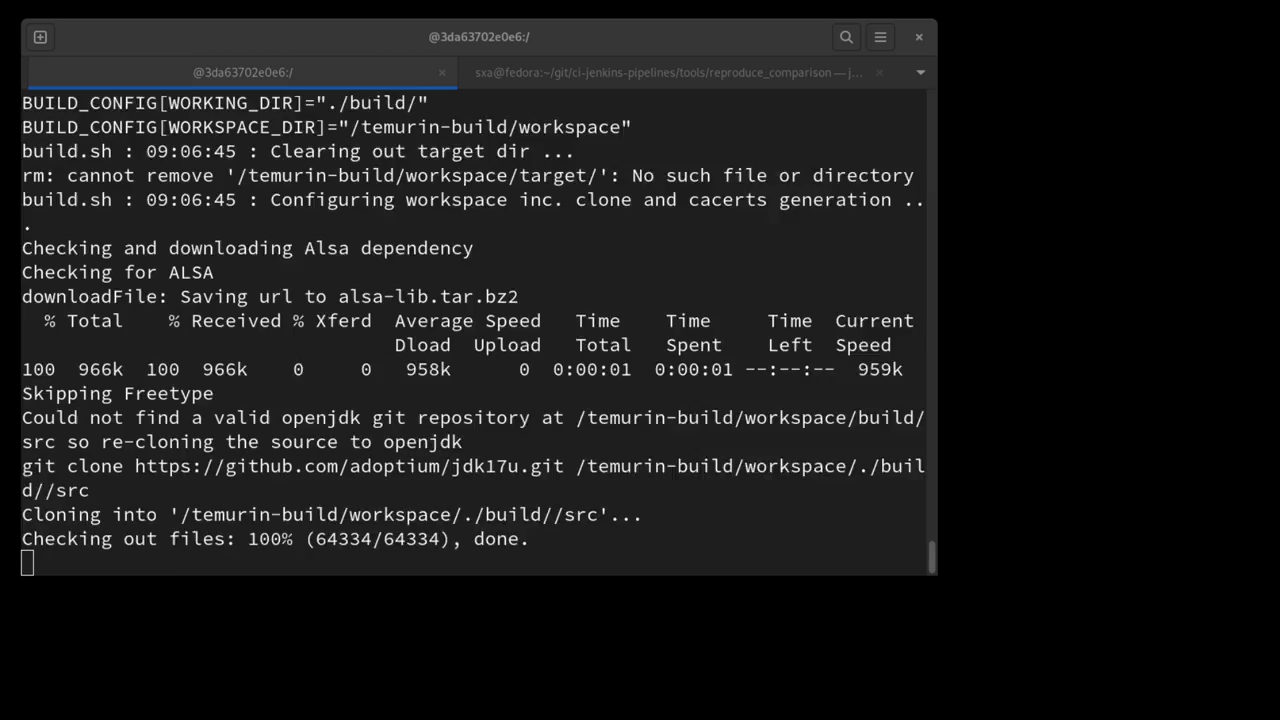 @3da63702e0e6:/
@3da63702e0e6:/ × sxa@fedora:~/git/ci-jenkins-pipelines/tools/reproduce_comparison — j... ×
BUILD_CONFIG[WORKING_DIR]="./build/"
BUILD_CONFIG[WORKSPACE_DIR]="/temurin-build/workspace"
build.sh : 09:06:45 : Clearing out target dir ...
rm: cannot remove '/temurin-build/workspace/target/': No such file or directory
build.sh : 09:06:45 : Configuring workspace inc. clone and cacerts generation ..
.
Checking and downloading Alsa dependency
Checking for ALSA
downloadFile: Saving url to alsa-lib.tar.bz2
% Total % Received % Xferd Average Speed Time Time Time Current
Dload Upload Total Spent Left Speed
100 966k 100 966k 0 0 958k 0 0:00:01 0:00:01 --:--:-- 959k
Skipping Freetype
Could not find a valid openjdk git repository at /temurin-build/workspace/build/
src so re-cloning the source to openjdk
git clone https://github.com/adoptium/jdk17u.git /temurin-build/workspace/./buil
d//src
Cloning into '/temurin-build/workspace/./build//src'...
Checking out files: 100% (64334/64334), done.